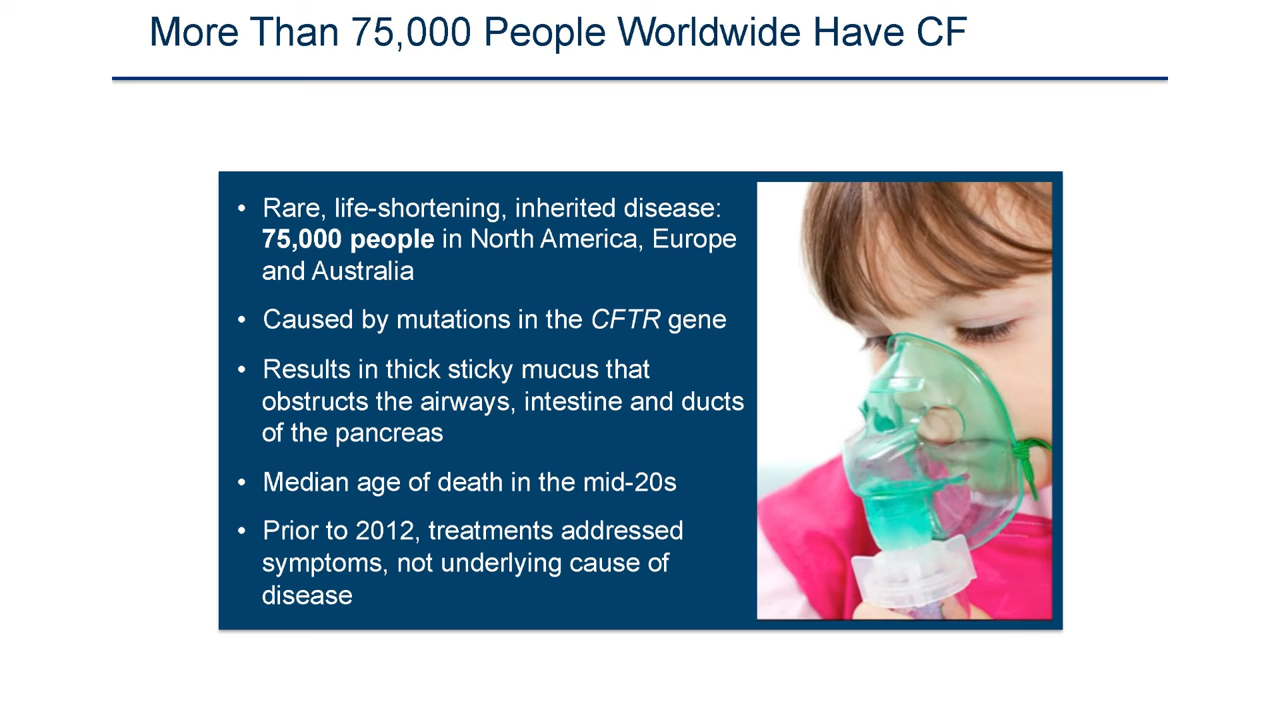 More Than 75,000 People Worldwide Have CF
• Rare, life-shortening, inherited disease:
75,000 people in North America, Europe
and Australia
• Caused by mutations in the CFTR gene
• Results in thick sticky mucus that
obstructs the airways, intestine and ducts
of the pancreas
• Median age of death in the mid-20s
• Prior to 2012, treatments addressed
symptoms, not underlying cause of
disease